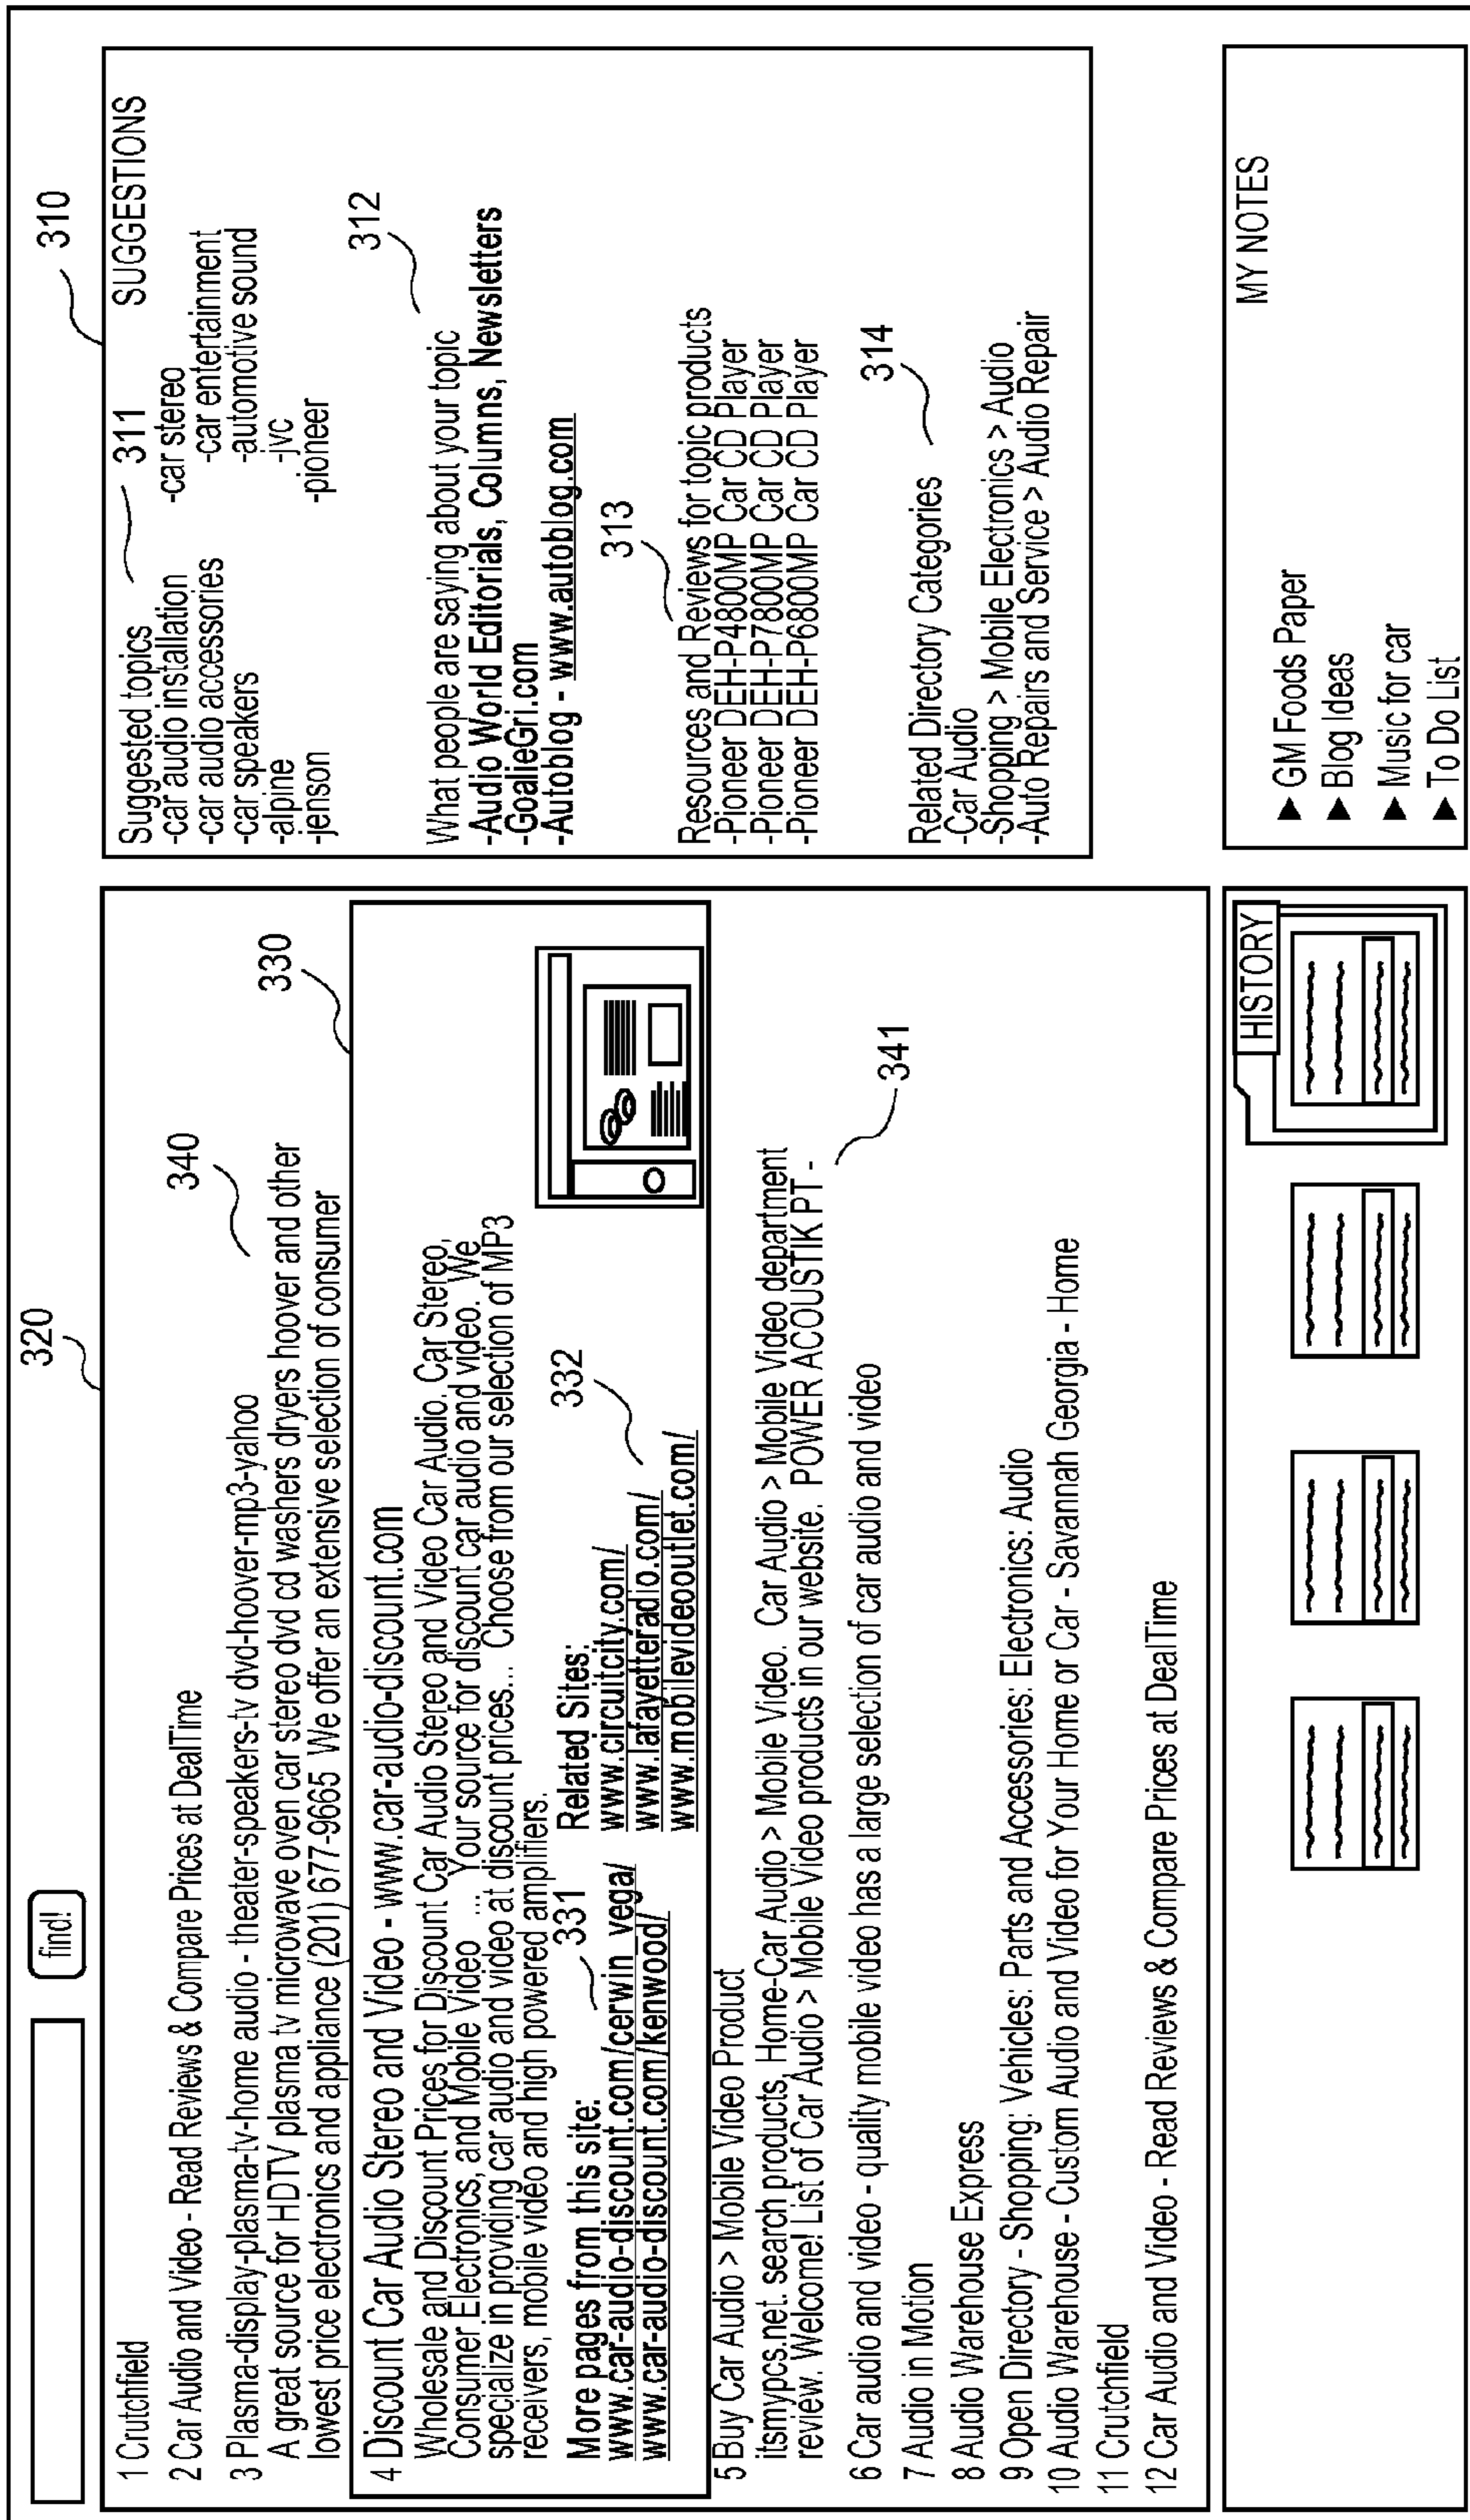 320
find!
1 Crutchfield
2 Car Audio and Video - Read Reviews & Compare Prices at DealTime
340
3 Plasma-display-plasma-tv-home audio - theater-speakers-tv dvd-hoover-mp3-yahoo
A great source for HDTV plasma tv microwave oven car stereo dvd cd washers dryers hoover and other
lowest price electronics and appliance (201) 677-9665 We offer an extensive selection of consumer
330
4 Discount Car Audio Stereo and Video - www.car-audio-discount.com
Wholesale and Discount Prices for Discount Car Audio Stereo and Video Car Audio, Car Stereo,
Consumer Electronics, and Mobile Video ... Your source for discount car audio and video. We
specialize in providing car audio and video at discount prices... Choose from our selection of MP3
receivers, mobile video and high powered amplifiers.
331
332
More pages from this site:
www.car-audio-discount.com/cerwin_vega/
www.car-audio-discount.com/kenwood/
Related Sites:
www.circuitcity.com/
www.lafayetteradio.com/
www.mobilevideooutlet.com/
5 Buy Car Audio > Mobile Video Product
itsmypcs.net. search products, Home-Car Audio > Mobile Video. Car Audio > Mobile Video department
review. Welcome! List of Car Audio > Mobile Video products in our website. POWER ACOUSTIK PT -
341
6 Car audio and video - quality mobile video has a large selection of car audio and video
7 Audio in Motion
8 Audio Warehouse Express
9 Open Directory - Shopping: Vehicles: Parts and Accessories: Electronics: Audio
10 Audio Warehouse - Custom Audio and Video for Your Home or Car - Savannah Georgia - Home
11 Crutchfield
12 Car Audio and Video - Read Reviews & Compare Prices at DealTime
HISTORY
310
SUGGESTIONS
311
Suggested topics
-car audio installation
-car audio accessories
-car speakers
-alpine
-jenson
-car stereo
-car entertainment
-automotive sound
-jvc
-pioneer
312
What people are saying about your topic
-Audio World Editorials, Columns, Newsletters
-GoalieGri.com
-Autoblog - www.autoblog.com
313
Resources and Reviews for topic products
-Pioneer DEH-P4800MP Car CD Player
-Pioneer DEH-P7800MP Car CD Player
-Pioneer DEH-P6800MP Car CD Player
314
Related Directory Categories
-Car Audio
-Shopping > Mobile Electronics > Audio
-Auto Repairs and Service > Audio Repair
MY NOTES
▶ GM Foods Paper
▶ Blog Ideas
▶ Music for car
▶ To Do List